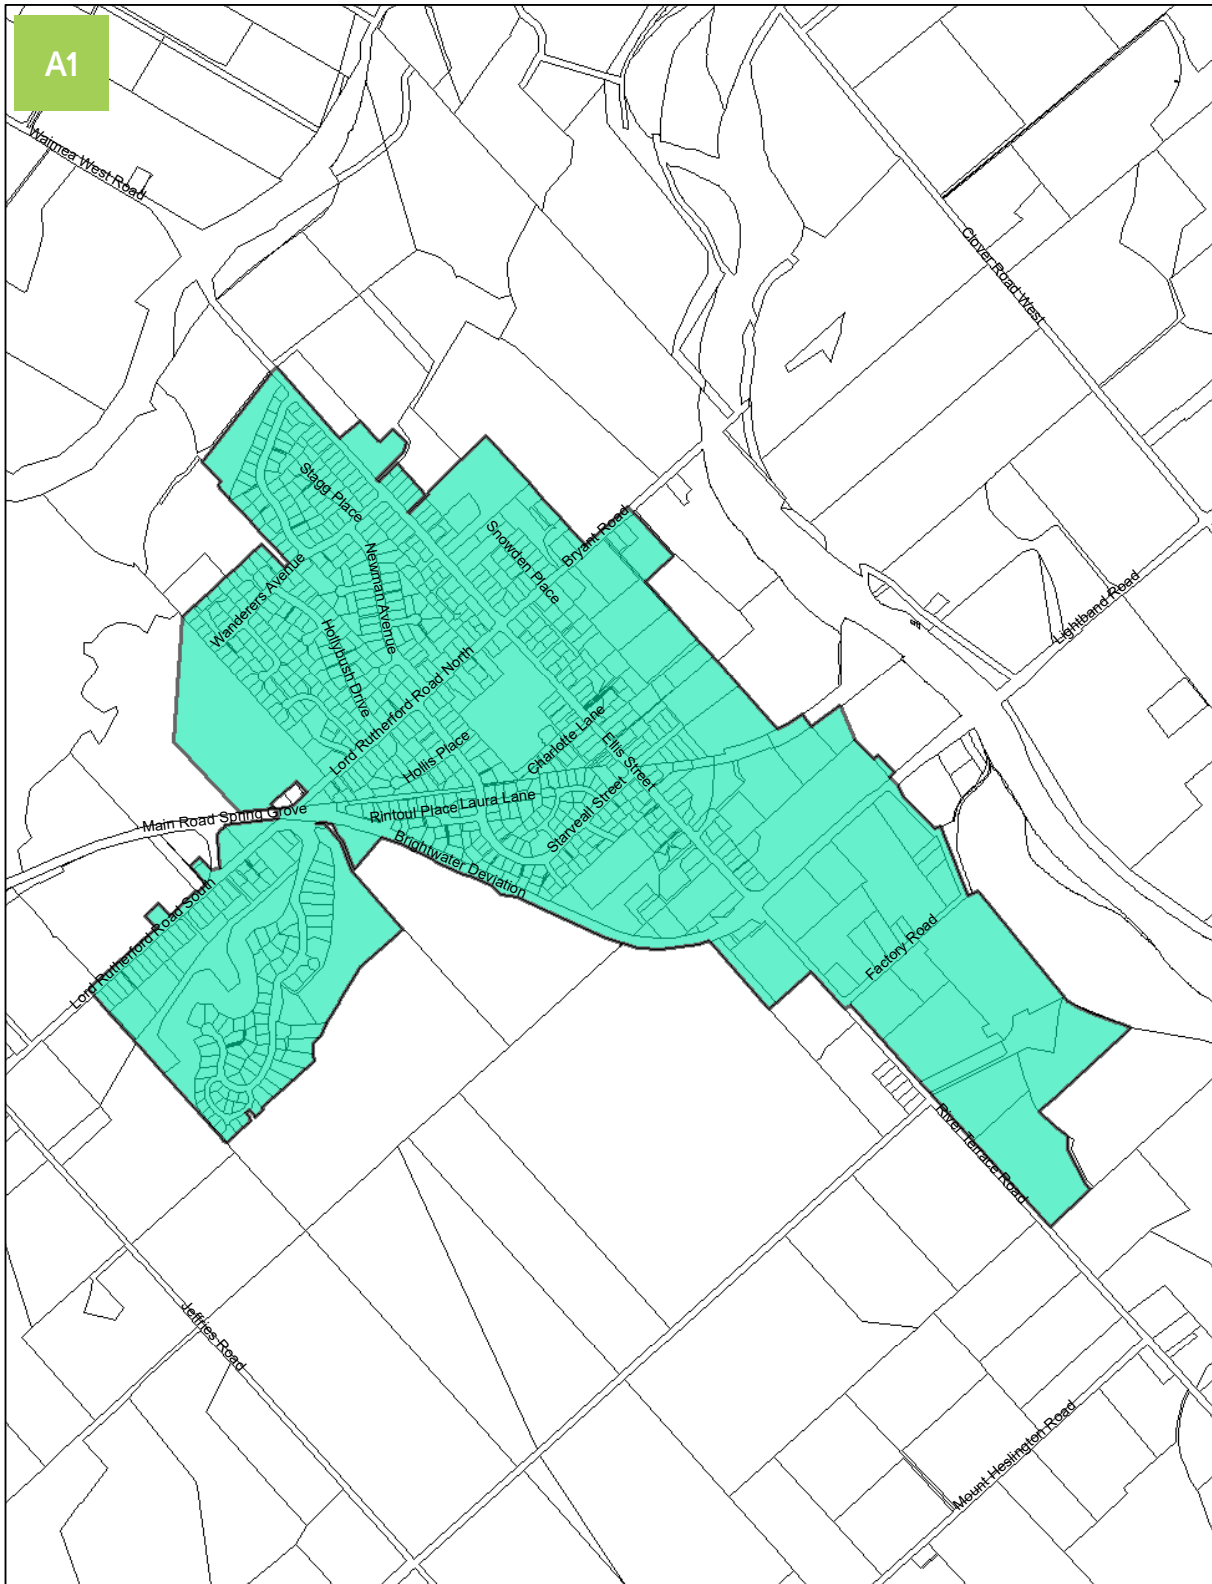 A1
Waimea West Road
Clover Road West
Stagg Place
Snowden Place
Bryant Road
Newman Avenue
Wanderers Avenue
Lightband Road
Hollybush Drive
Lord Rutherford Road North
Charlotte Lane
Ellis Street
Hollis Place
Main Road Spring Grove
Rintoul Place
Laura Lane
Starveall Street
Brightwater Deviation
Lord Rutherford Road South
Factory Road
River Terrace Road
Jeffries Road
Mount Heslington Road